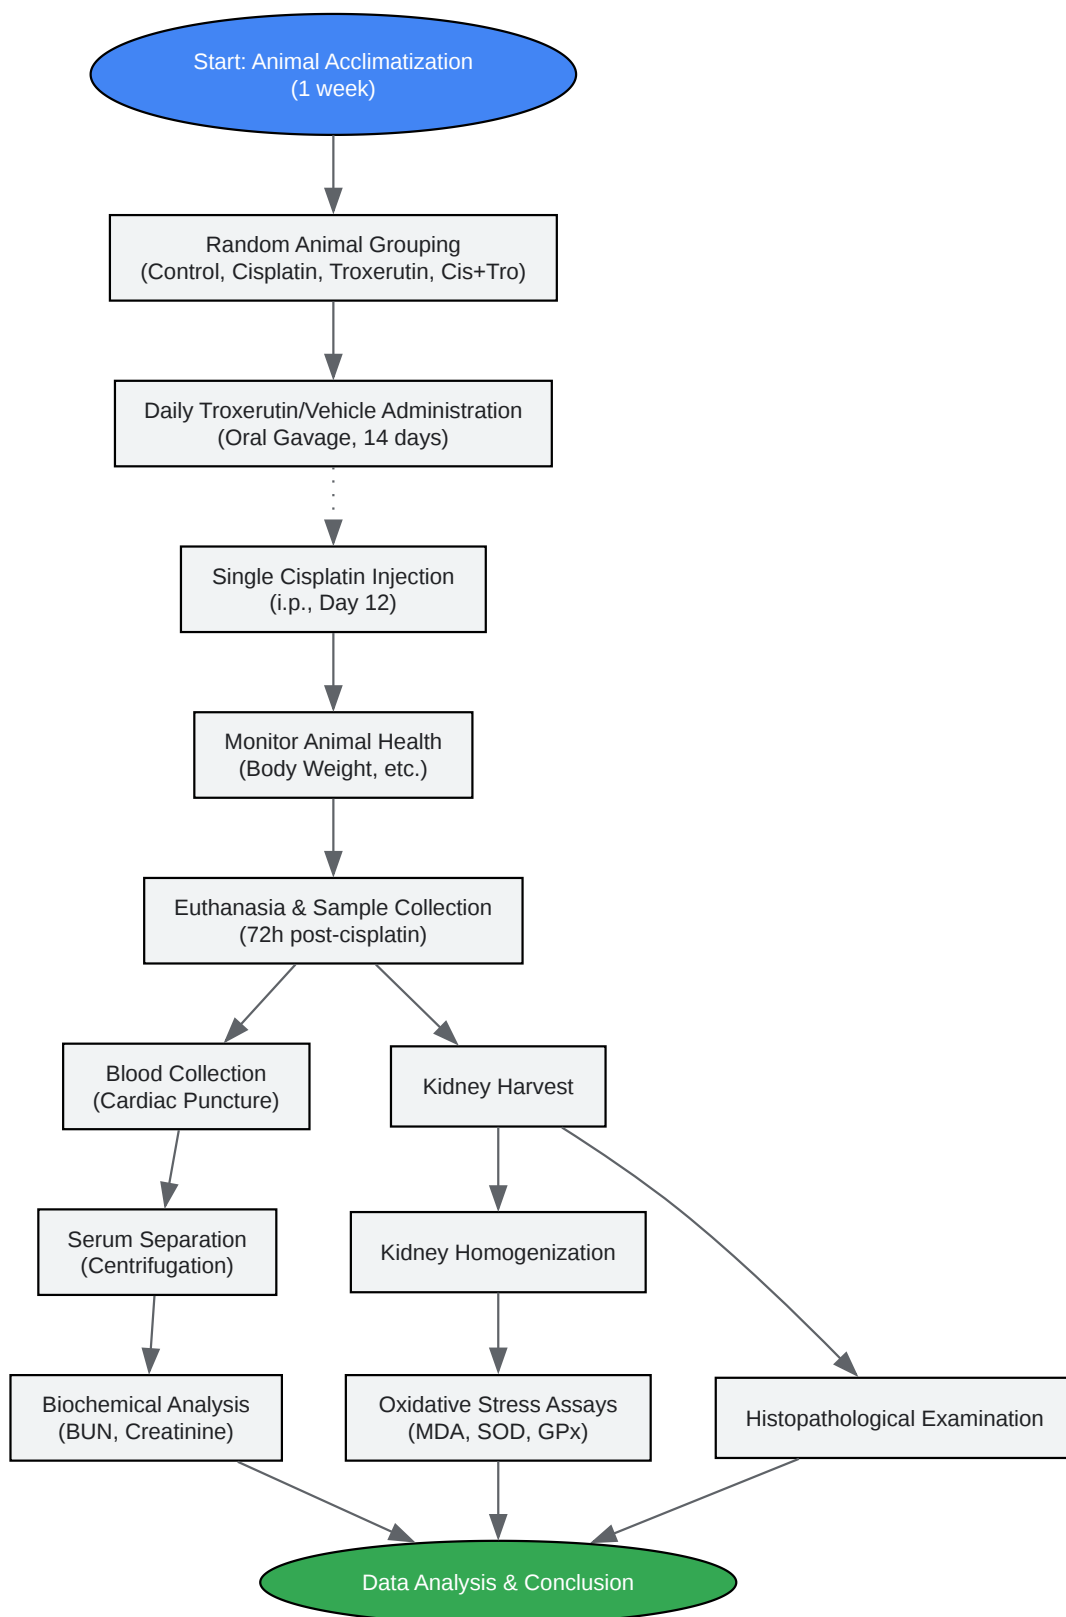 Start: Animal Acclimatization
(1 week)
Random Animal Grouping
(Control, Cisplatin, Troxerutin, Cis+Tro)
Daily Troxerutin/Vehicle Administration
(Oral Gavage, 14 days)
Single Cisplatin Injection
(i.p., Day 12)
Monitor Animal Health
(Body Weight, etc.)
Euthanasia & Sample Collection
(72h post-cisplatin)
Blood Collection
(Cardiac Puncture)
Kidney Harvest
Serum Separation
(Centrifugation)
Kidney Homogenization
Biochemical Analysis
(BUN, Creatinine)
Oxidative Stress Assays
(MDA, SOD, GPx)
Histopathological Examination
Data Analysis & Conclusion